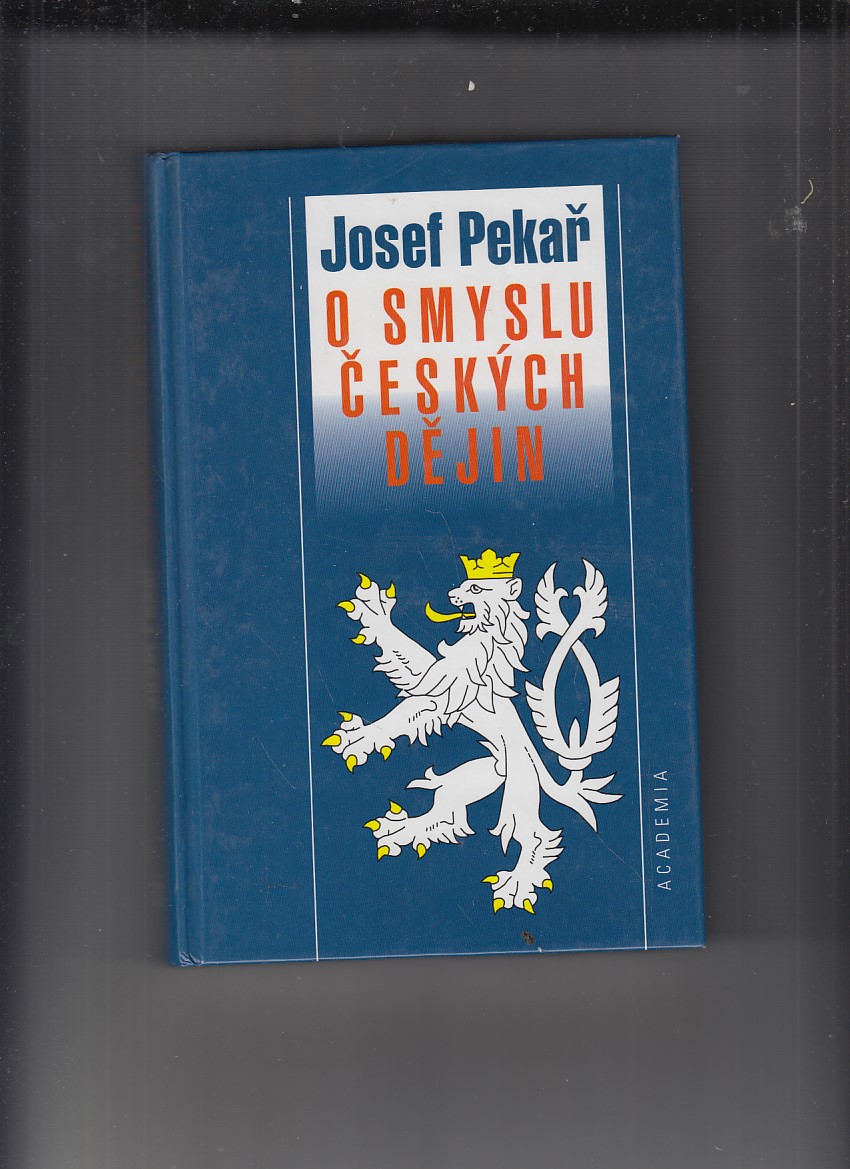 Josef Pekař
O SMYSLU
ČESKÝCH
DĚJIN
ACADEMIA